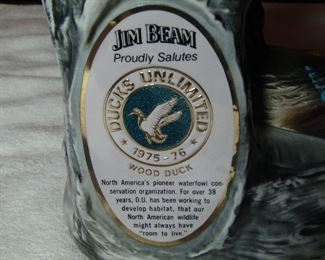 JIM BEAM
Proudly Salutes
DUCKS UNLIMITED
1975-76
WOOD DUCK
North America's pioneer waterfowl con-
servation organization. For over 38
years, D.U. has been working to
develop habitat, that our
North American wildlife
might always have
"room to live."